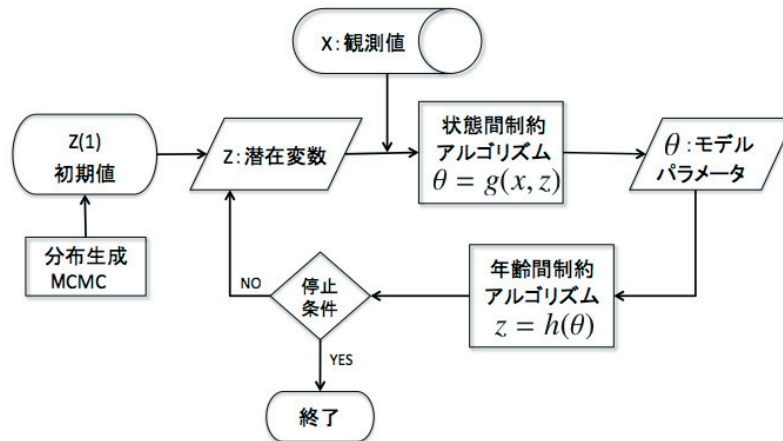 X:観測値
Z(1)
初期値
Z:潜在変数
状態間制約
アルゴリズム
θ = g(x, z)
θ:モデル
パラメータ
分布生成
MCMC
NO
停止
条件
年齢間制約
アルゴリズム
z = h(θ)
YES
終了